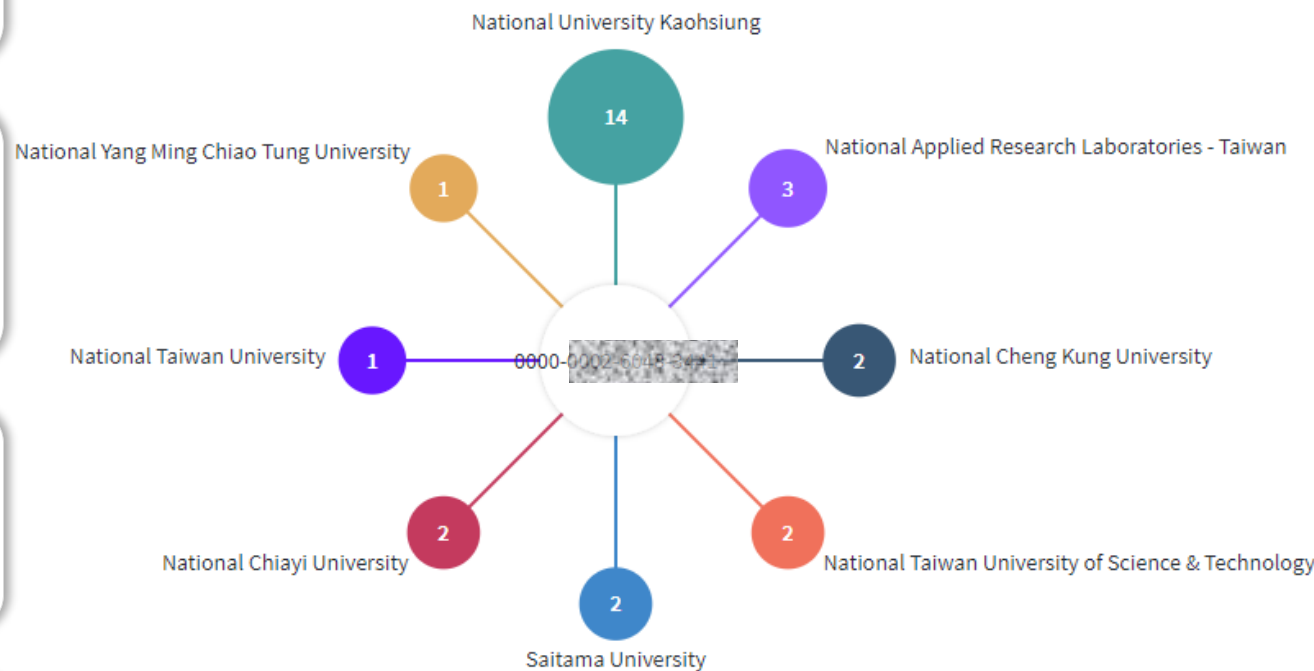 National University Kaohsiung
14
National Yang Ming Chiao Tung University
1
National Applied Research Laboratories - Taiwan
3
National Taiwan University
1
0000-
2
National Cheng Kung University
2
National Chiayi University
2
National Taiwan University of Science & Technology
2
Saitama University